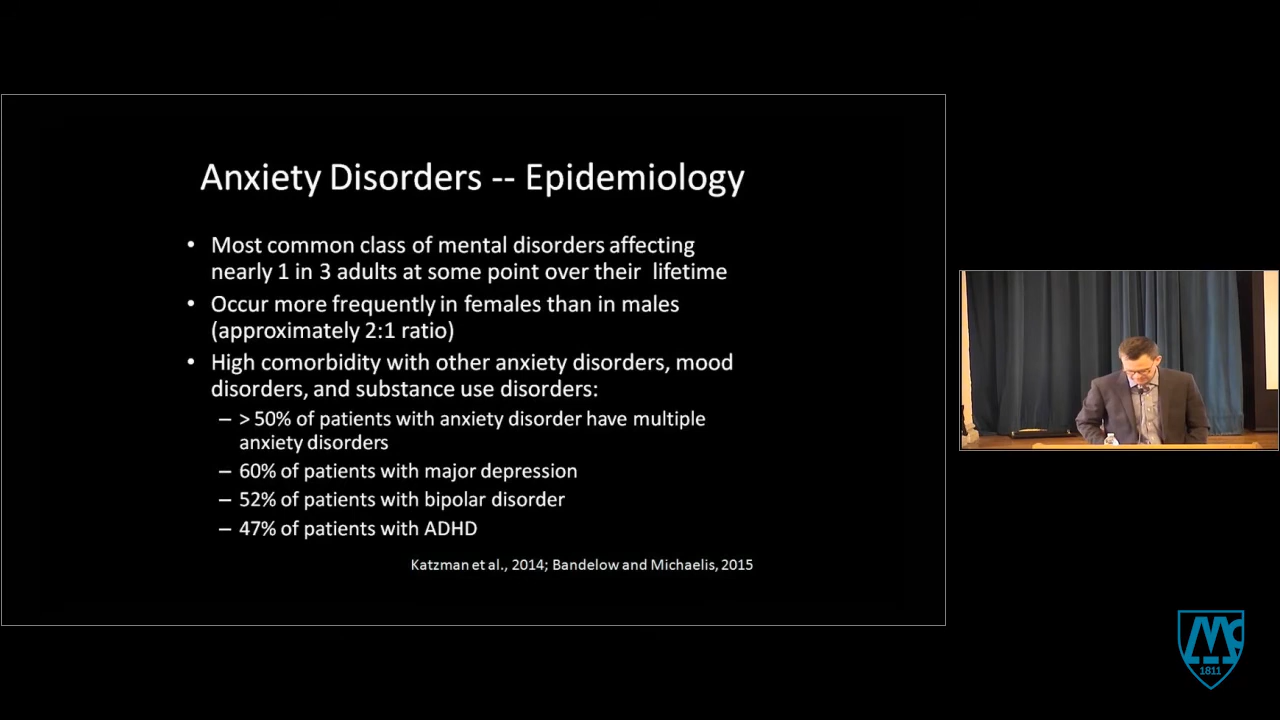 Anxiety Disorders -- Epidemiology
• Most common class of mental disorders affecting
nearly 1 in 3 adults at some point over their lifetime
• Occur more frequently in females than in males
(approximately 2:1 ratio)
• High comorbidity with other anxiety disorders, mood
disorders, and substance use disorders:
– > 50% of patients with anxiety disorder have multiple
anxiety disorders
– 60% of patients with major depression
– 52% of patients with bipolar disorder
– 47% of patients with ADHD
Katzman et al., 2014; Bandelow and Michaelis, 2015
Mc
1811